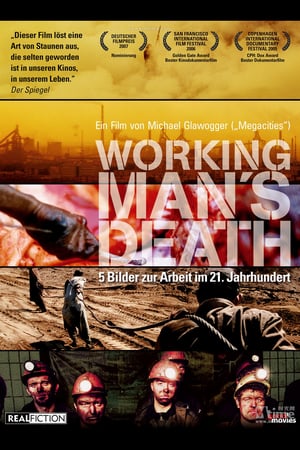 „Dieser Film löst eine
Art von Staunen aus,
die selten geworden
ist in unseren Kinos,
in unserem Leben.“
Der Spiegel
DEUTSCHER
FILMPREIS
2007
Nominierung
SAN FRANCISCO
INTERNATIONAL
FILM FESTIVAL
2006
Golden Gate Award
Bester Kinodokumentarfilm
COPENHAGEN
INTERNATIONAL
DOCUMENTARY
FESTIVAL 2005
CPH: Dox Award
Bester Dokumentarfilm
Ein Film von Michael Glawogger („Megacities“)
WORKING
MAN'S
DEATH
5 Bilder zur Arbeit im 21. Jahrhundert
REALFICTION